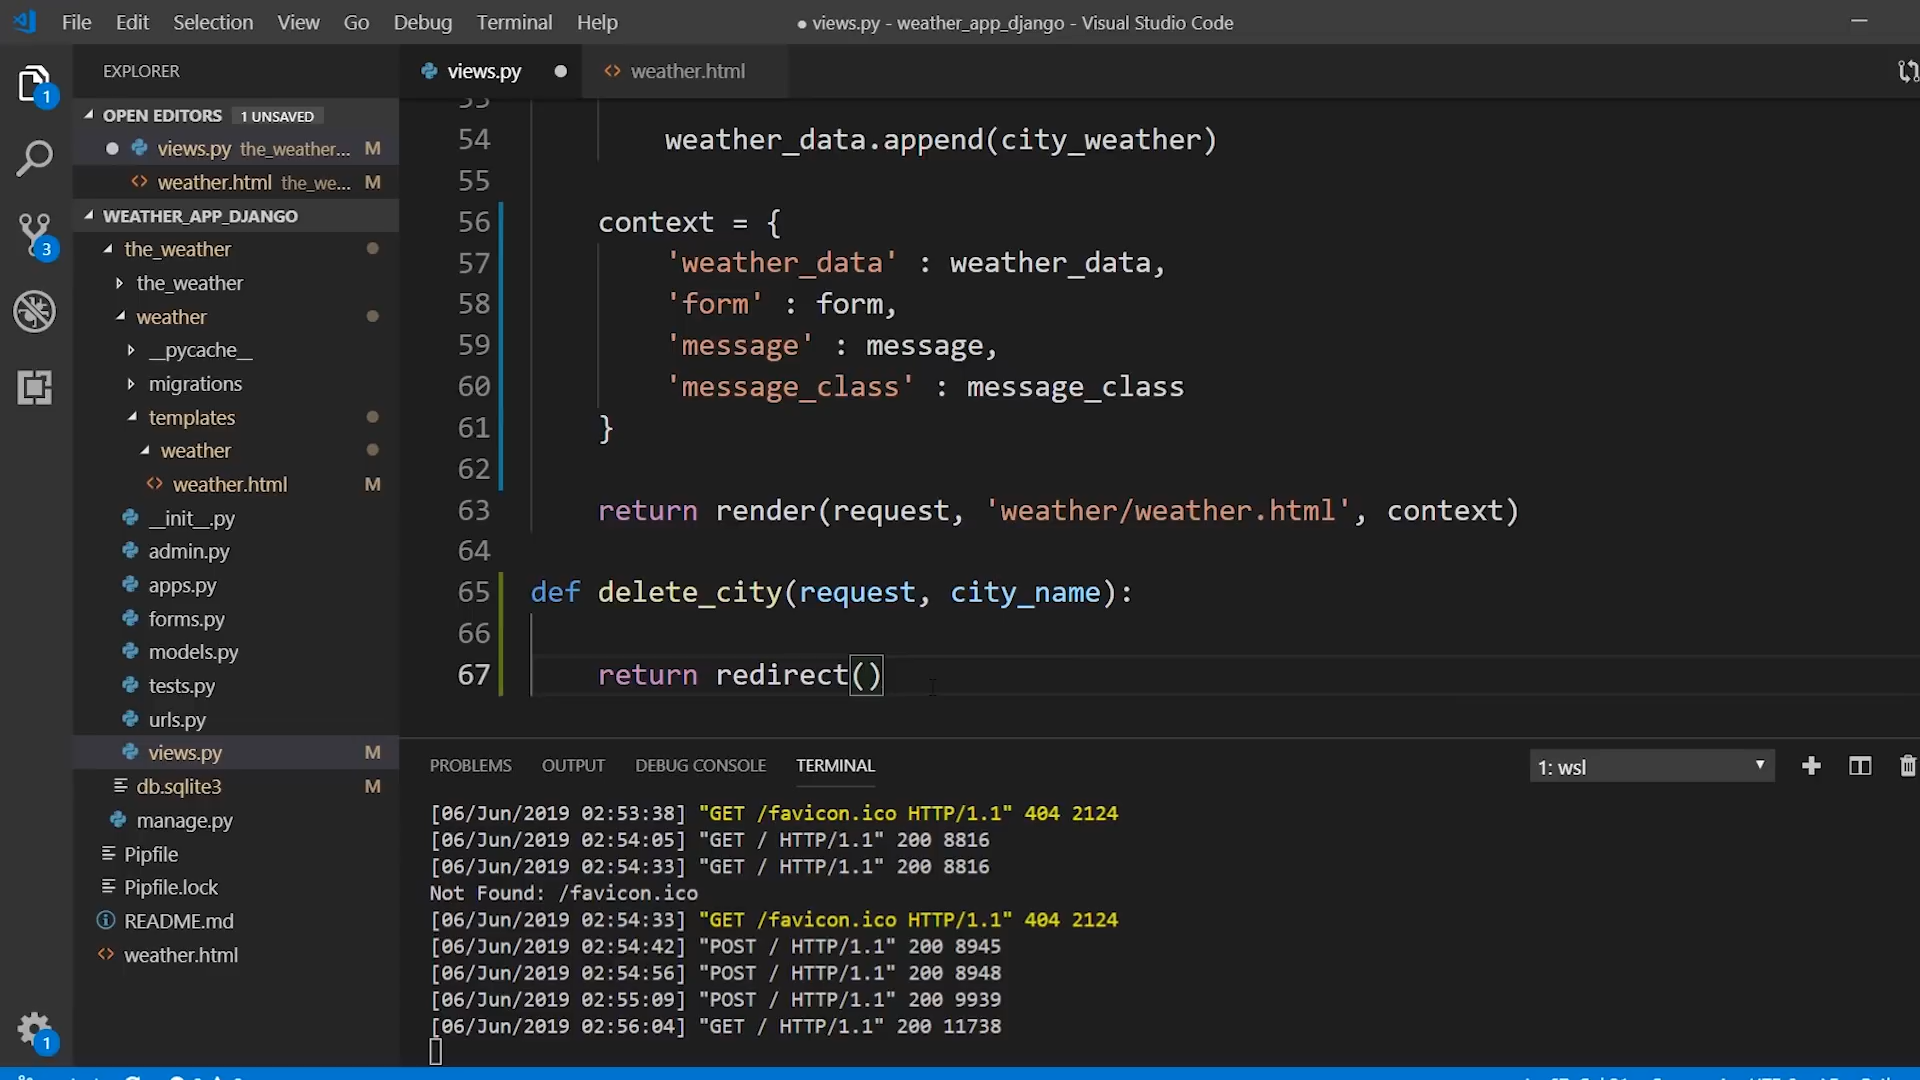 File Edit Selection View Go Debug Terminal Help
● views.py - weather_app_django - Visual Studio Code
EXPLORER
1
OPEN EDITORS 1 UNSAVED
views.py the_weather... M
weather.html the_we... M
WEATHER_APP_DJANGO
3
the_weather
the_weather
weather
__pycache__
migrations
templates
weather
weather.html M
__init__.py
admin.py
apps.py
forms.py
models.py
tests.py
urls.py
views.py M
db.sqlite3 M
manage.py
Pipfile
Pipfile.lock
README.md
weather.html
1
views.py weather.html
53
54 weather_data.append(city_weather)
55
56 context = {
57 'weather_data' : weather_data,
58 'form' : form,
59 'message' : message,
60 'message_class' : message_class
61 }
62
63 return render(request, 'weather/weather.html', context)
64
65 def delete_city(request, city_name):
66
67 return redirect()
PROBLEMS OUTPUT DEBUG CONSOLE TERMINAL 1: wsl
[06/Jun/2019 02:53:38] "GET /favicon.ico HTTP/1.1" 404 2124
[06/Jun/2019 02:54:05] "GET / HTTP/1.1" 200 8816
[06/Jun/2019 02:54:33] "GET / HTTP/1.1" 200 8816
Not Found: /favicon.ico
[06/Jun/2019 02:54:33] "GET /favicon.ico HTTP/1.1" 404 2124
[06/Jun/2019 02:54:42] "POST / HTTP/1.1" 200 8945
[06/Jun/2019 02:54:56] "POST / HTTP/1.1" 200 8948
[06/Jun/2019 02:55:09] "POST / HTTP/1.1" 200 9939
[06/Jun/2019 02:56:04] "GET / HTTP/1.1" 200 11738